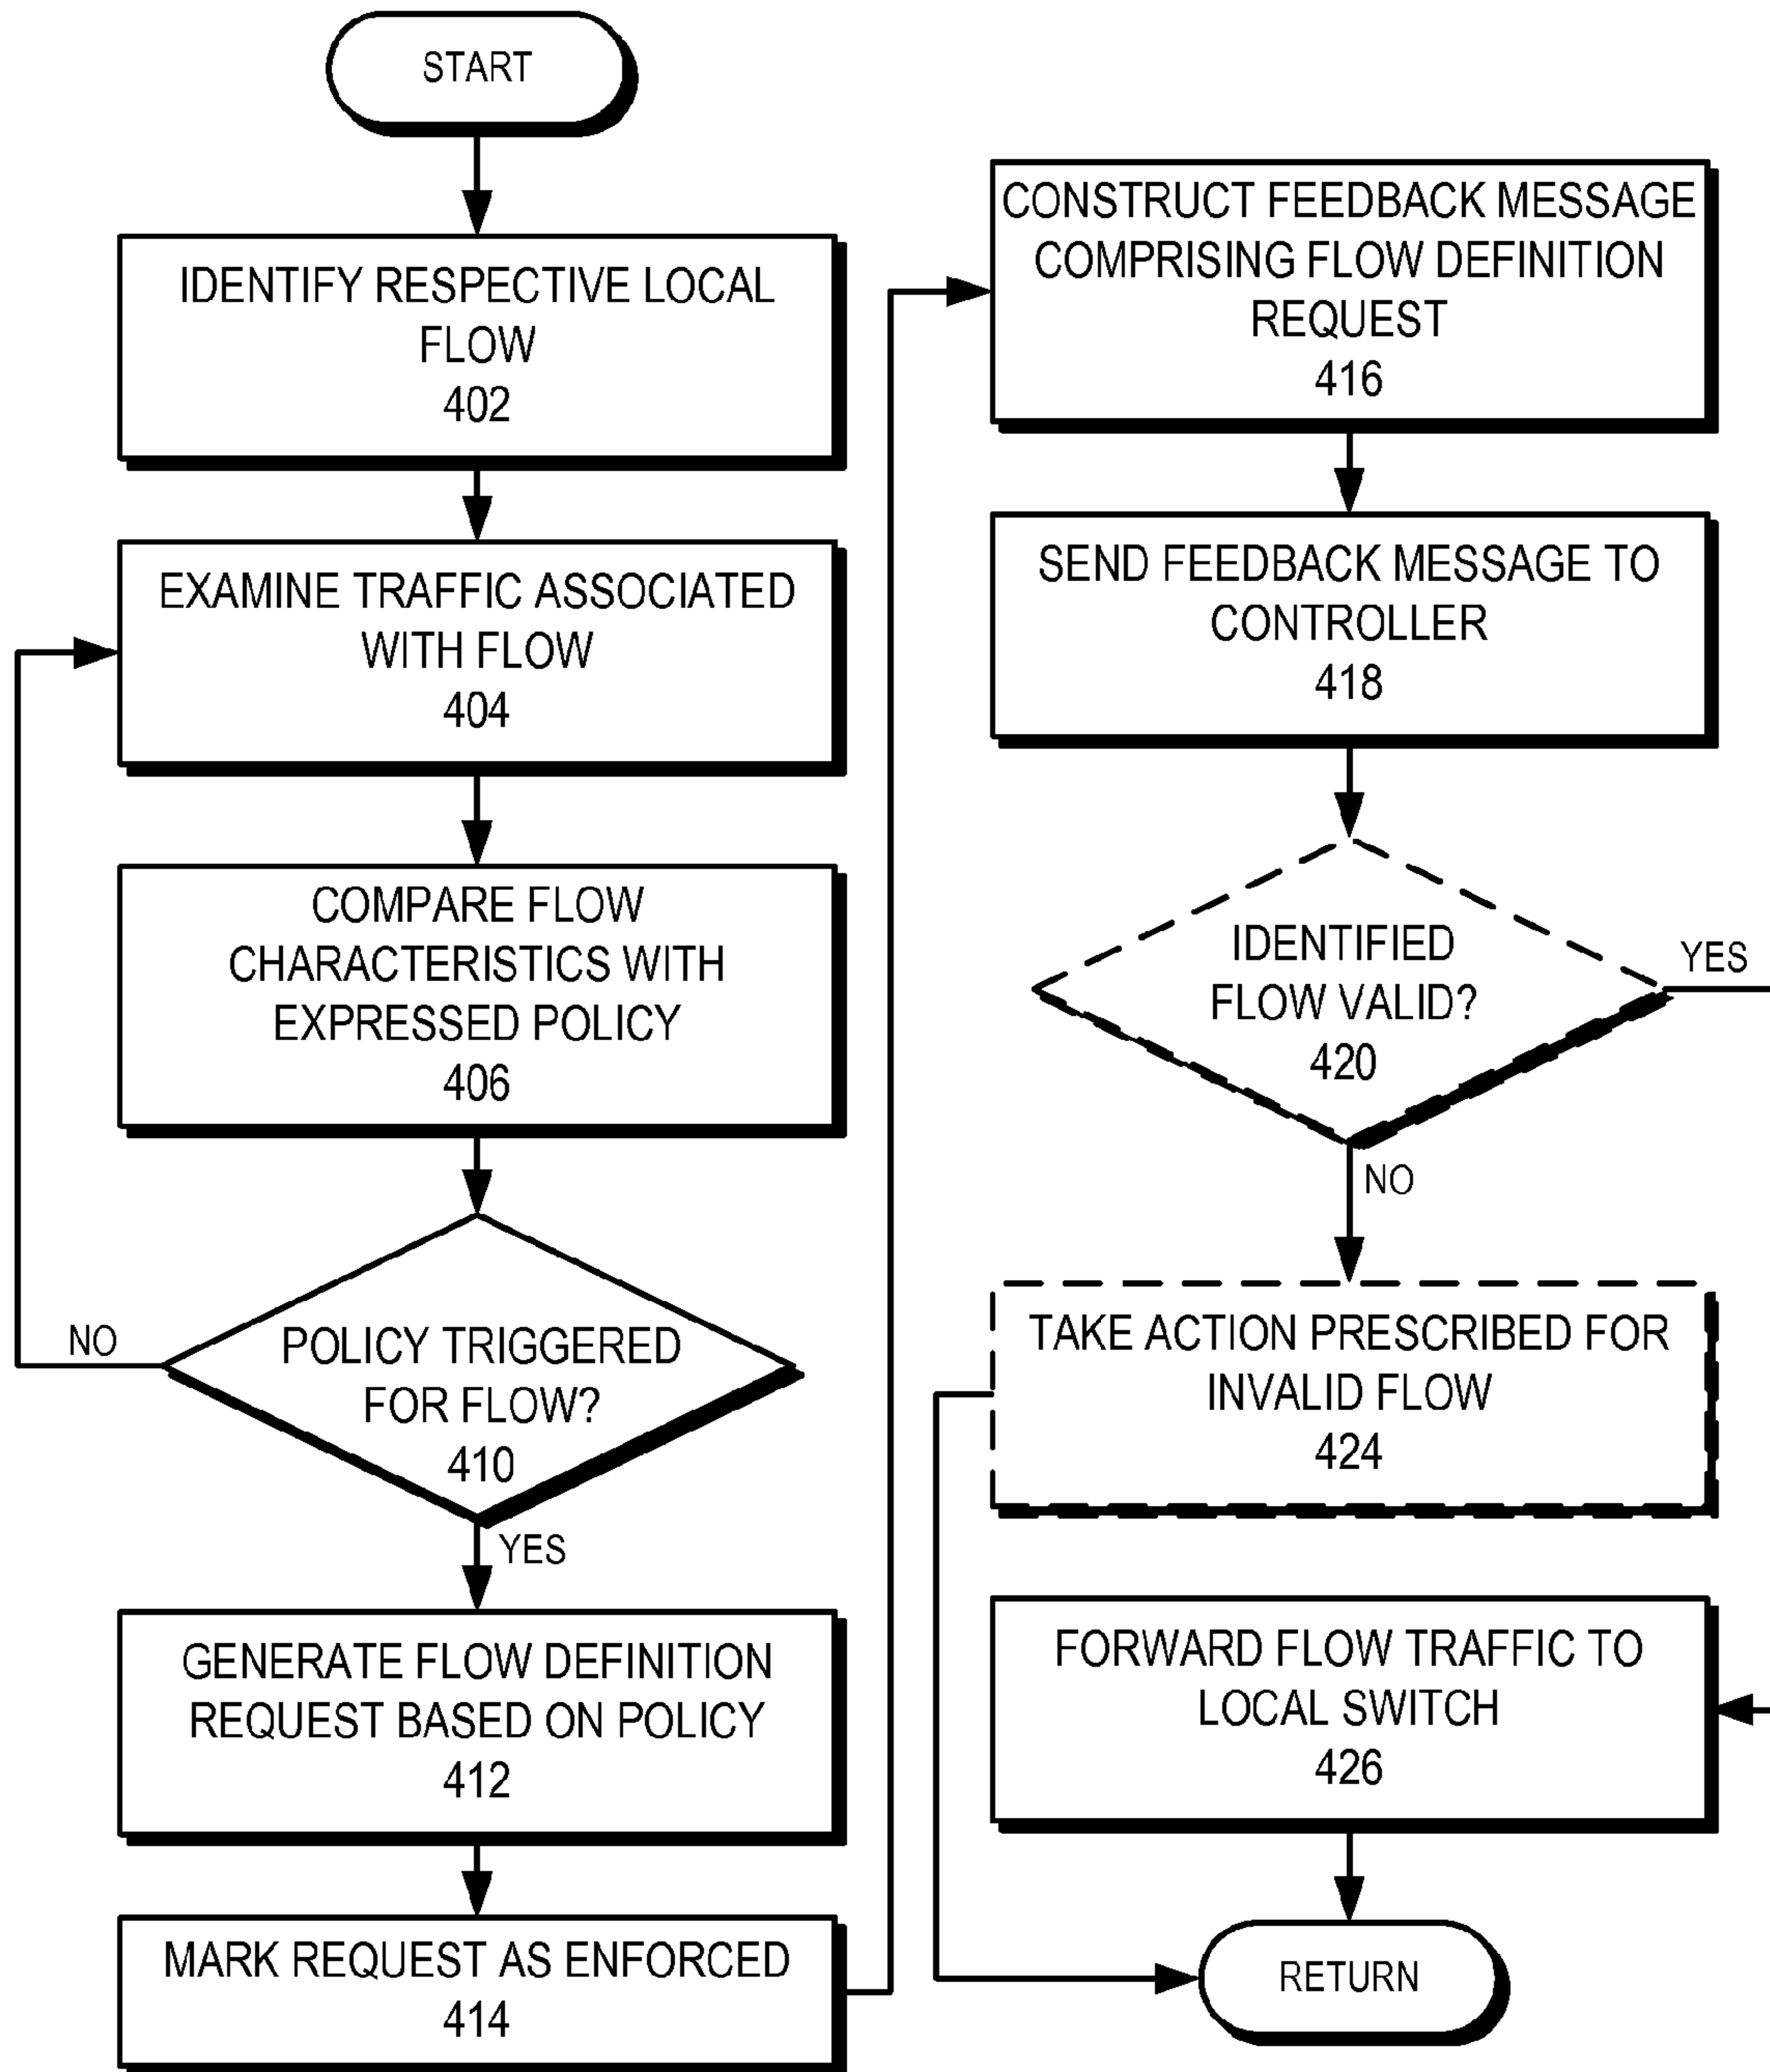 START
IDENTIFY RESPECTIVE LOCAL
FLOW
402
EXAMINE TRAFFIC ASSOCIATED
WITH FLOW
404
COMPARE FLOW
CHARACTERISTICS WITH
EXPRESSED POLICY
406
NO
POLICY TRIGGERED
FOR FLOW?
410
YES
GENERATE FLOW DEFINITION
REQUEST BASED ON POLICY
412
MARK REQUEST AS ENFORCED
414
CONSTRUCT FEEDBACK MESSAGE
COMPRISING FLOW DEFINITION
REQUEST
416
SEND FEEDBACK MESSAGE TO
CONTROLLER
418
IDENTIFIED
FLOW VALID?
420
YES
NO
TAKE ACTION PRESCRIBED FOR
INVALID FLOW
424
FORWARD FLOW TRAFFIC TO
LOCAL SWITCH
426
RETURN